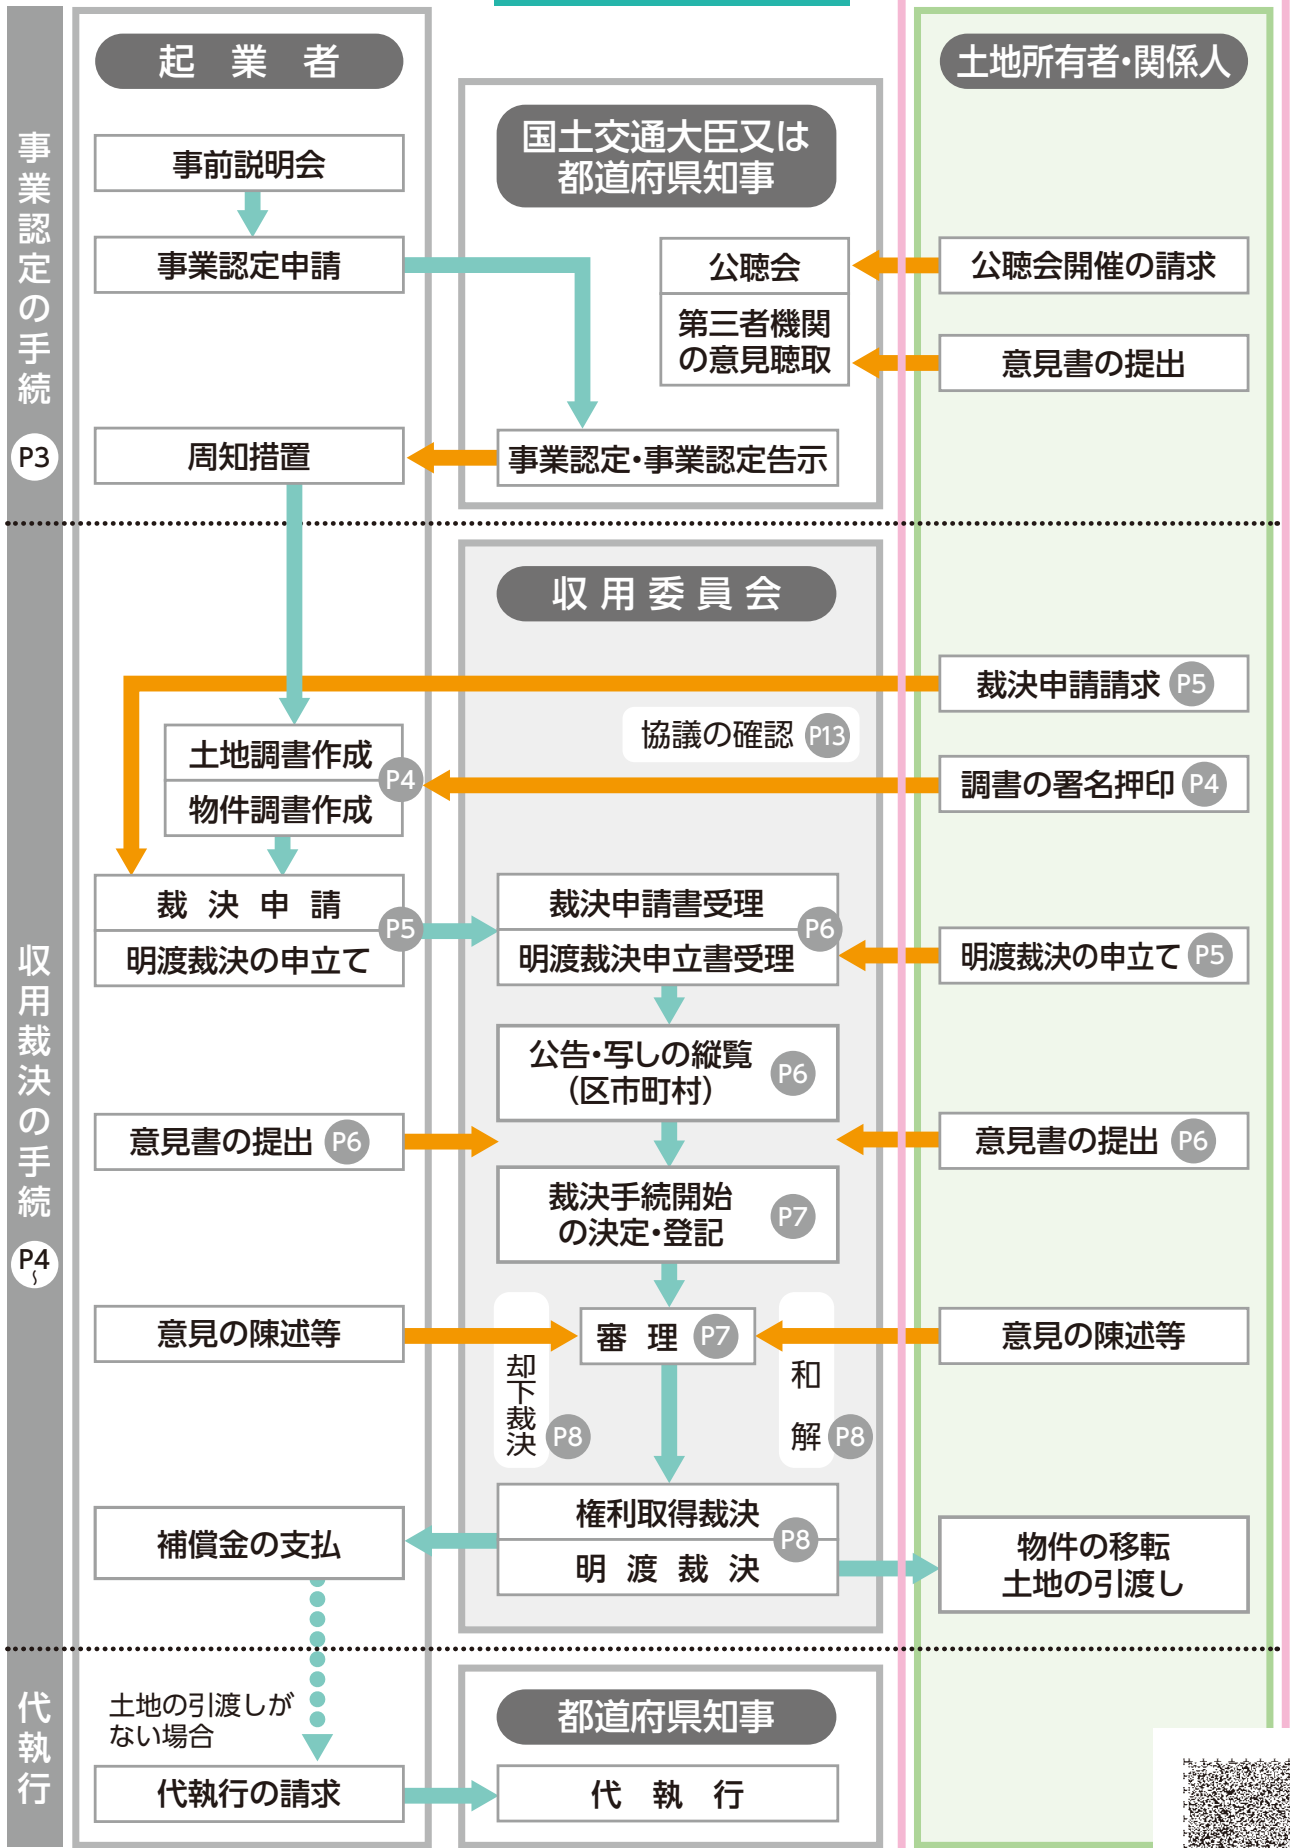 起業者
土地所有者・関係人
国土交通大臣又は
都道府県知事
事業認定の手続
P3
事前説明会
事業認定申請
公聴会
第三者機関
の意見聴取
公聴会開催の請求
意見書の提出
周知措置
事業認定・事業認定告示
収用委員会
収用裁決の手続
P4
～
裁決申請請求 P5
協議の確認 P13
土地調書作成
物件調書作成
P4
調書の署名押印 P4
裁決申請
明渡裁決の申立て
P5
裁決申請書受理
明渡裁決申立書受理
P6
明渡裁決の申立て P5
公告・写しの縦覧
（区市町村）
P6
意見書の提出 P6
意見書の提出 P6
裁決手続開始
の決定・登記
P7
意見の陳述等
審理 P7
意見の陳述等
却下裁決
P8
和解
P8
権利取得裁決
明渡裁決
P8
補償金の支払
物件の移転
土地の引渡し
代執行
土地の引渡しが
ない場合
都道府県知事
代執行の請求
代執行